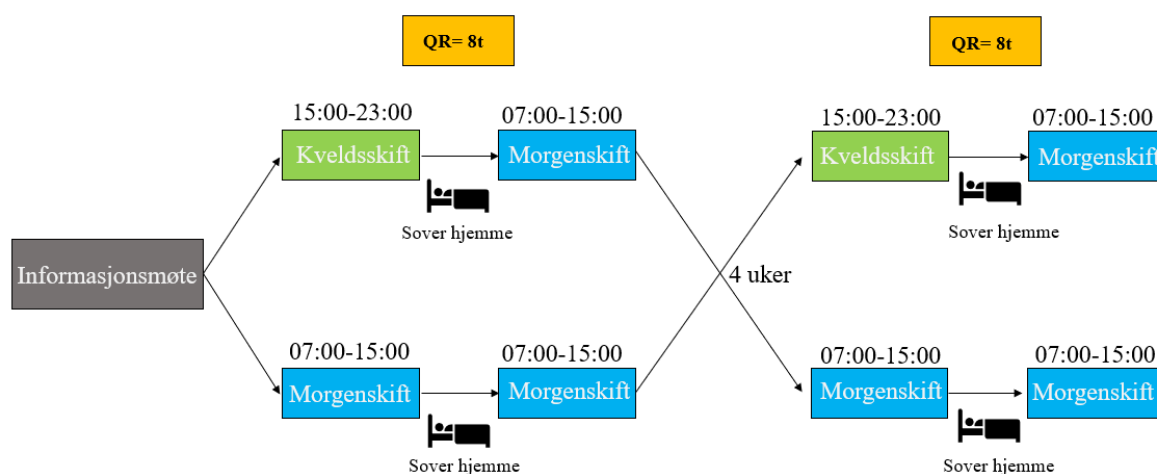 QR= 8t
QR= 8t
15:00-23:00
07:00-15:00
15:00-23:00
07:00-15:00
Kveldsskift
Morgenskift
Kveldsskift
Morgenskift
Sover hjemme
Sover hjemme
Informasjonsmøte
4 uker
07:00-15:00
07:00-15:00
07:00-15:00
07:00-15:00
Morgenskift
Morgenskift
Morgenskift
Morgenskift
Sover hjemme
Sover hjemme